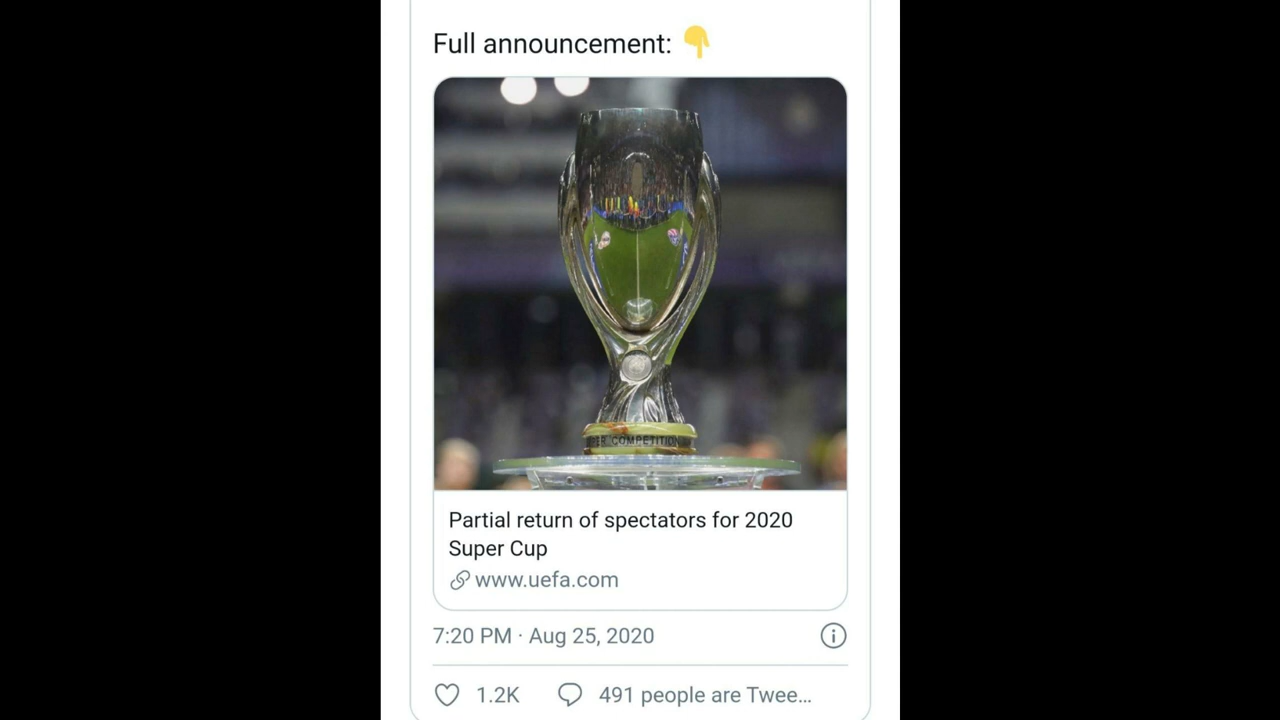 Full announcement: 👇
COMPETITION
Partial return of spectators for 2020
Super Cup
www.uefa.com
7:20 PM · Aug 25, 2020
1.2K
491 people are Twee...